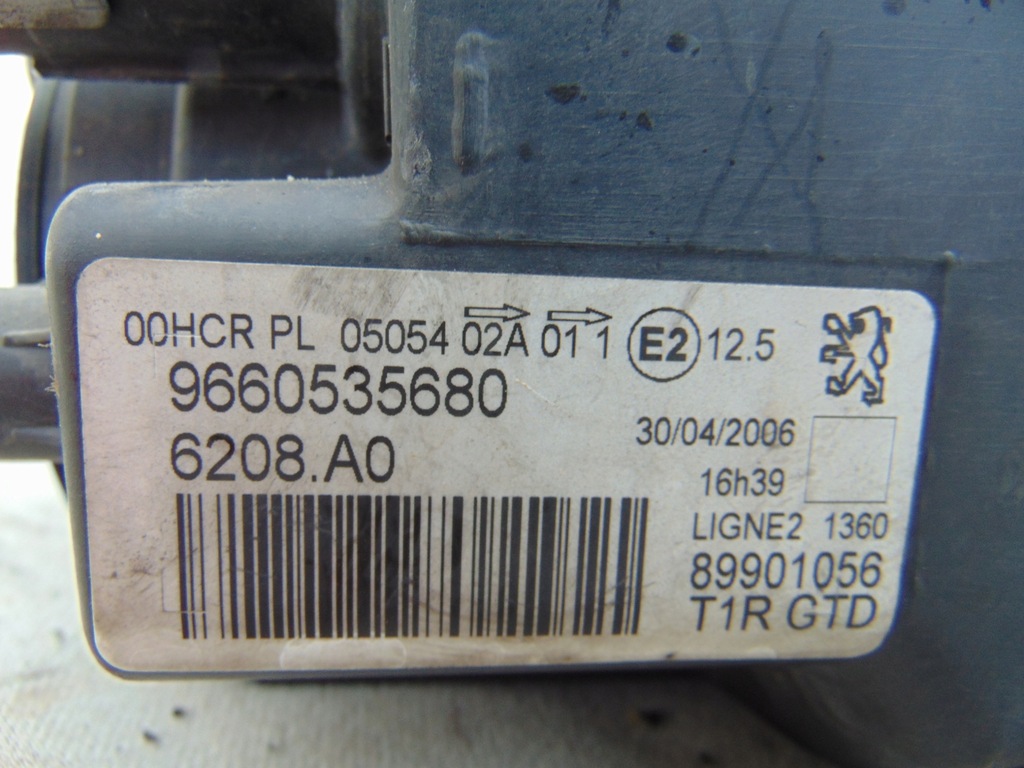 00HCR PL 05054 02A 01 1 E2 12.5
9660535680
6208.A0
30/04/2006
16h39
LIGNE2 1360
89901056
T1R GTD